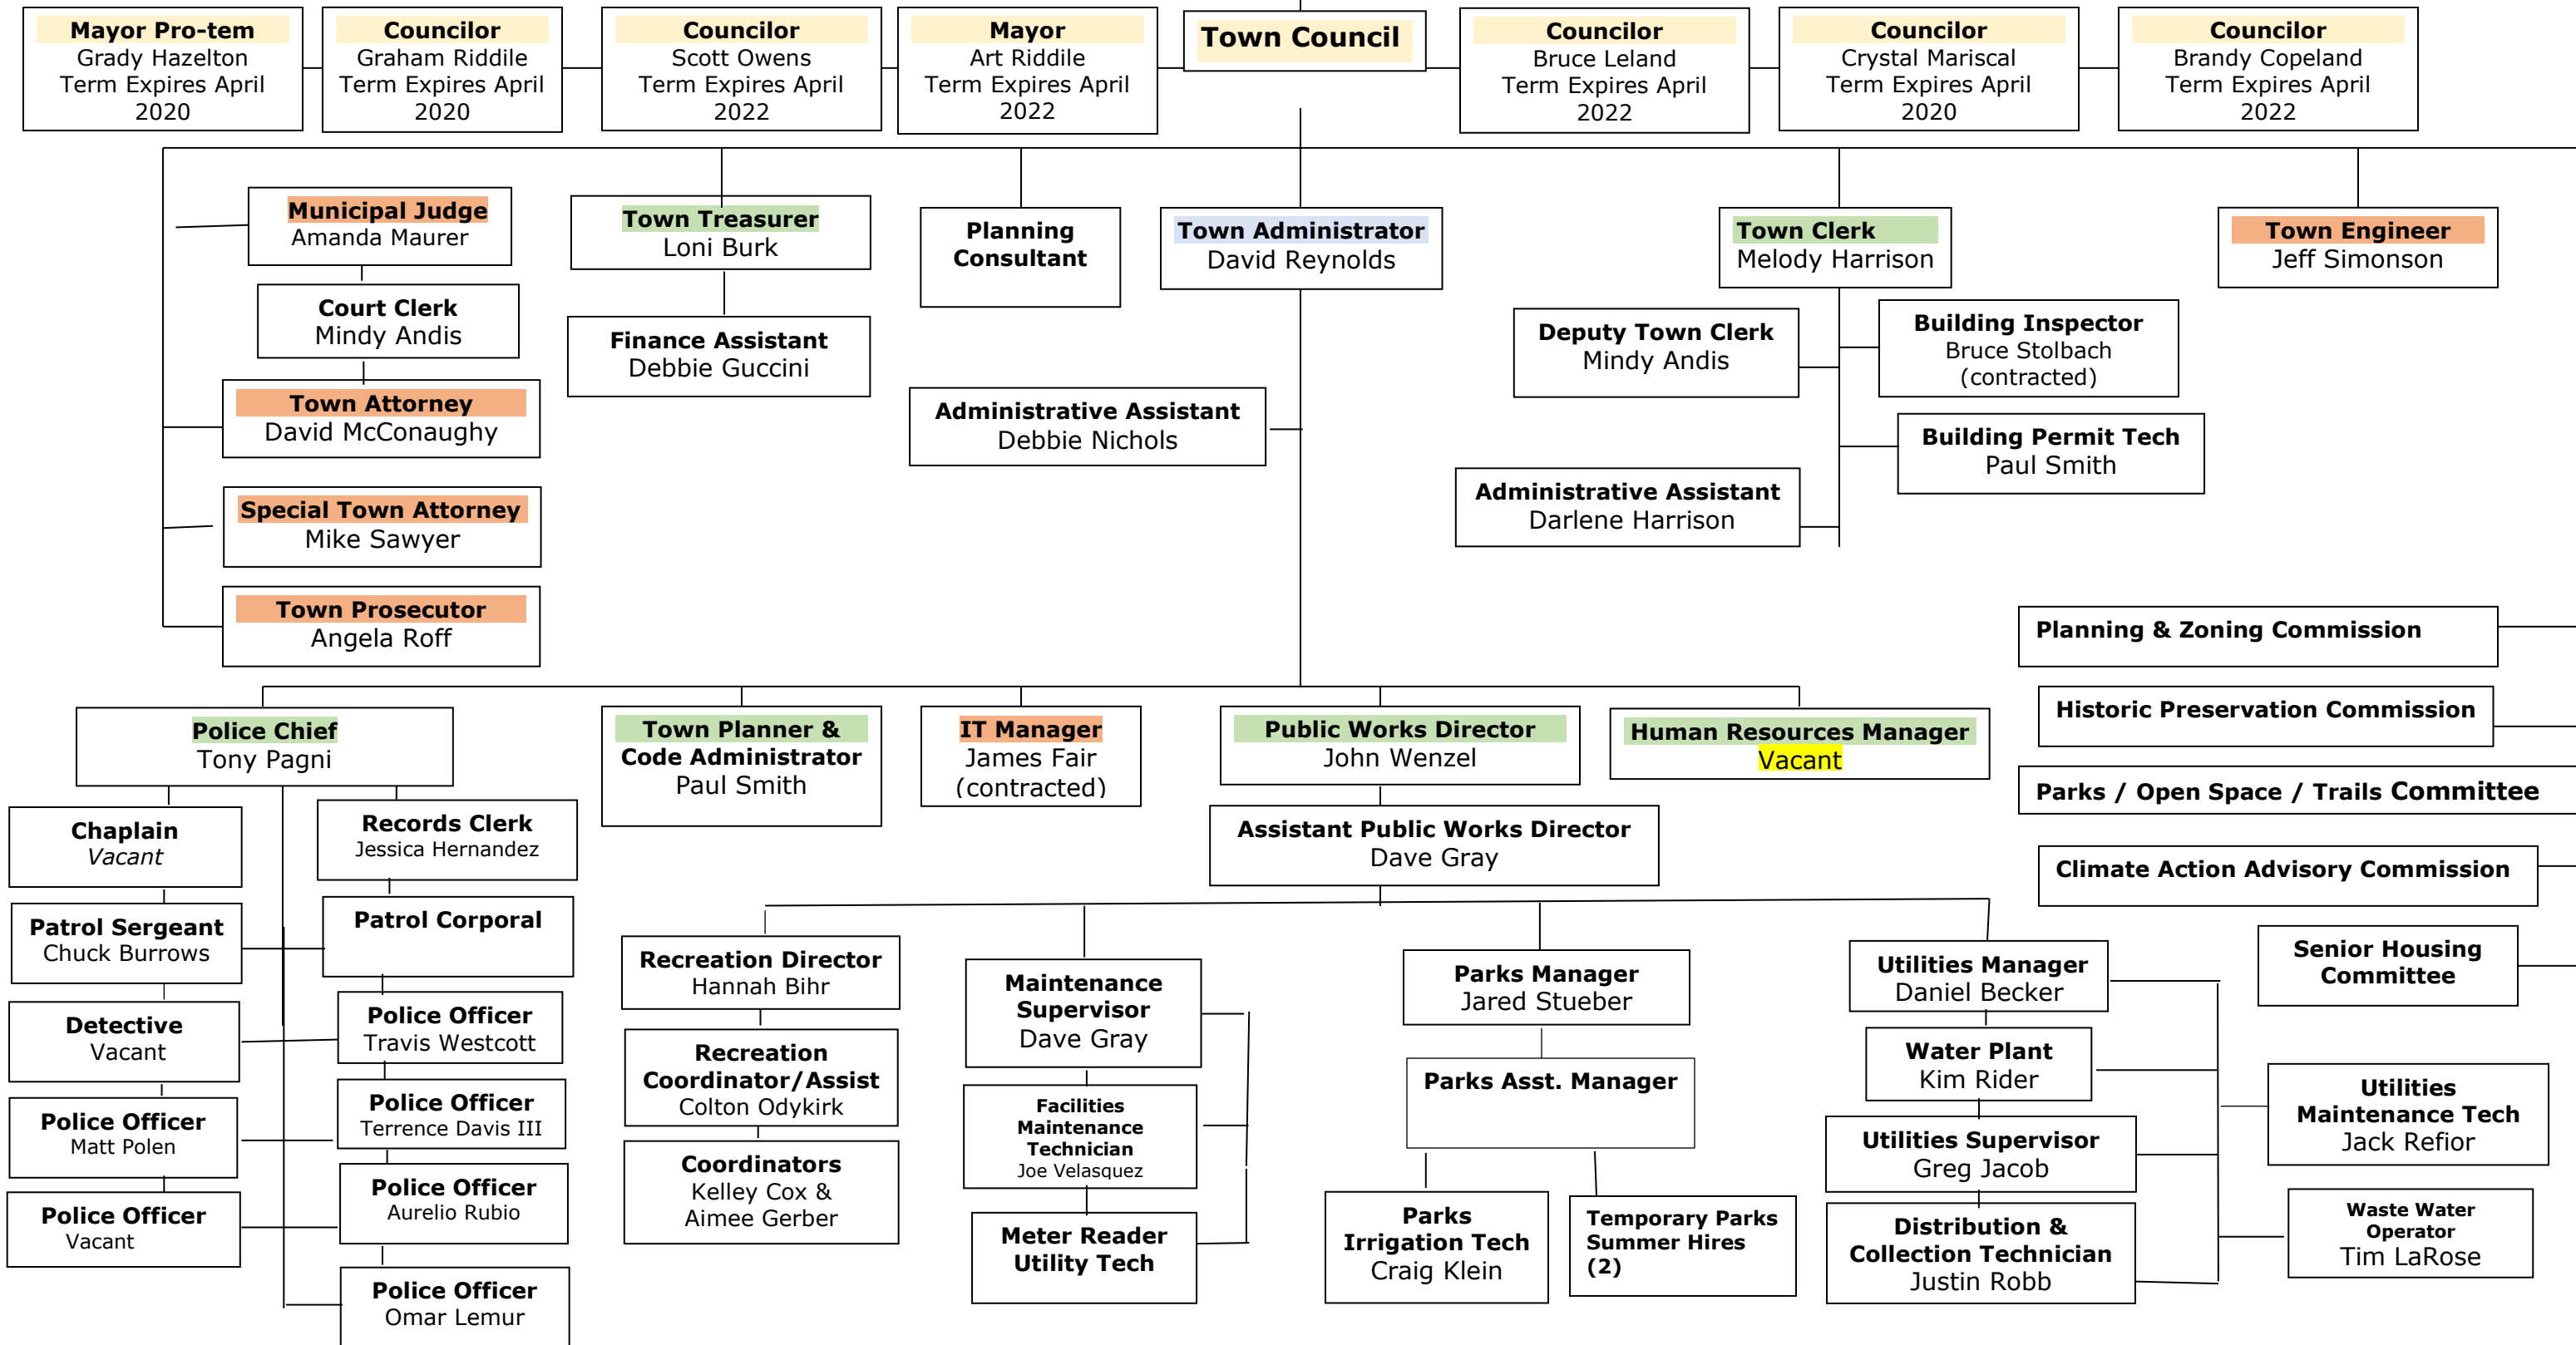 Mayor Pro-tem
Grady Hazelton
Term Expires April
2020
Councilor
Graham Riddile
Term Expires April
2020
Councilor
Scott Owens
Term Expires April
2022
Mayor
Art Riddile
Term Expires April
2022
Town Council
Councilor
Bruce Leland
Term Expires April
2022
Councilor
Crystal Mariscal
Term Expires April
2020
Councilor
Brandy Copeland
Term Expires April
2022
Municipal Judge
Amanda Maurer
Court Clerk
Mindy Andis
Town Attorney
David McConaughy
Special Town Attorney
Mike Sawyer
Town Prosecutor
Angela Roff
Town Treasurer
Loni Burk
Finance Assistant
Debbie Guccini
Planning
Consultant
Town Administrator
David Reynolds
Administrative Assistant
Debbie Nichols
Town Clerk
Melody Harrison
Deputy Town Clerk
Mindy Andis
Building Inspector
Bruce Stolbach
(contracted)
Building Permit Tech
Paul Smith
Administrative Assistant
Darlene Harrison
Town Engineer
Jeff Simonson
Planning & Zoning Commission
Historic Preservation Commission
Parks / Open Space / Trails Committee
Climate Action Advisory Commission
Senior Housing
Committee
Police Chief
Tony Pagni
Town Planner &
Code Administrator
Paul Smith
IT Manager
James Fair
(contracted)
Public Works Director
John Wenzel
Human Resources Manager
Vacant
Assistant Public Works Director
Dave Gray
Chaplain
Vacant
Records Clerk
Jessica Hernandez
Patrol Sergeant
Chuck Burrows
Patrol Corporal
Detective
Vacant
Police Officer
Travis Westcott
Police Officer
Matt Polen
Police Officer
Terrence Davis III
Police Officer
Vacant
Police Officer
Aurelio Rubio
Police Officer
Omar Lemur
Recreation Director
Hannah Bihr
Recreation
Coordinator/Assist
Colton Odykirk
Coordinators
Kelley Cox &
Aimee Gerber
Maintenance
Supervisor
Dave Gray
Facilities
Maintenance
Technician
Joe Velasquez
Meter Reader
Utility Tech
Parks Manager
Jared Stueber
Parks Asst. Manager
Parks
Irrigation Tech
Craig Klein
Temporary Parks
Summer Hires
(2)
Utilities Manager
Daniel Becker
Water Plant
Kim Rider
Utilities Supervisor
Greg Jacob
Distribution &
Collection Technician
Justin Robb
Utilities
Maintenance Tech
Jack Refior
Waste Water
Operator
Tim LaRose